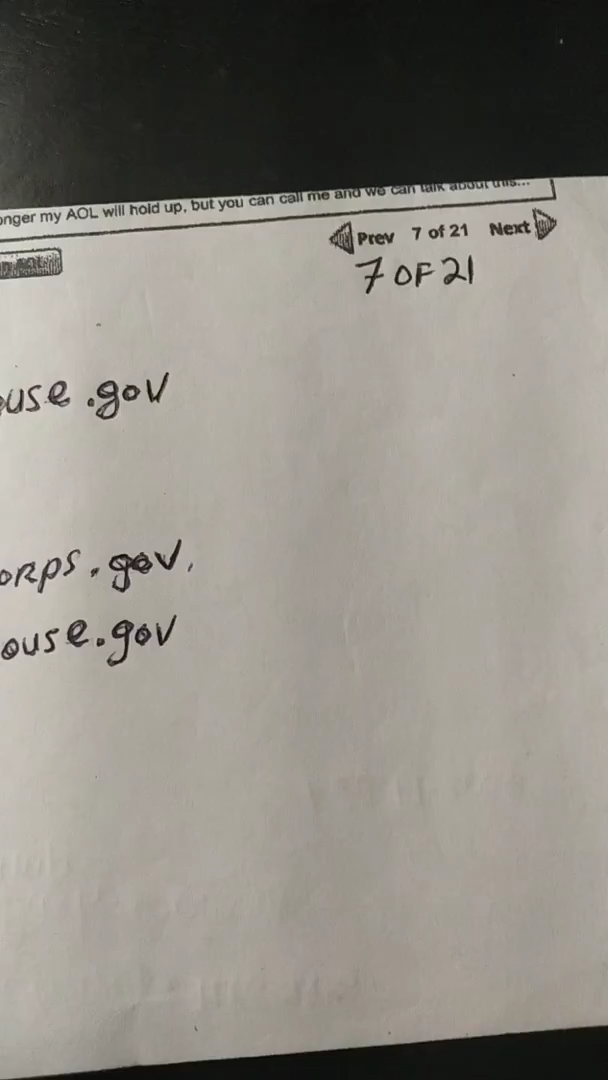 onger my AOL will hold up, but you can call me and we can talk about this...
Prev 7 of 21 Next
7 OF 21
ouse.gov
orps.gov.
ouse.gov